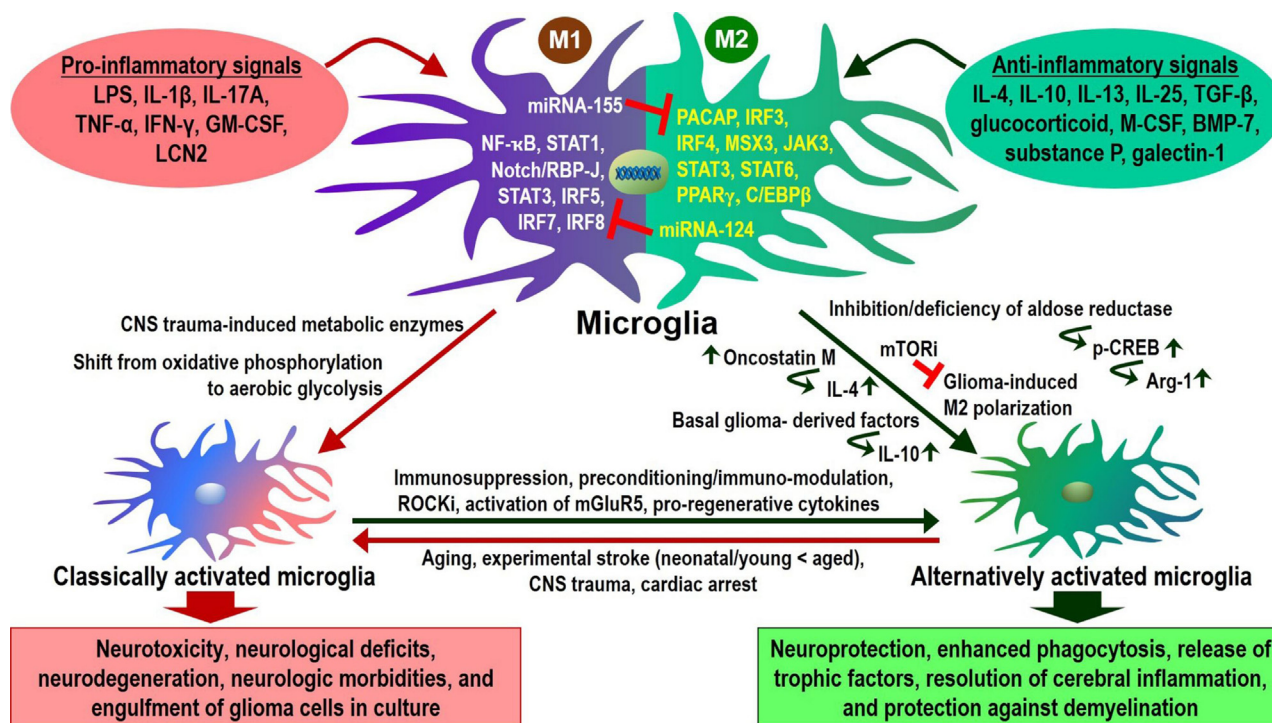 M1
M2
Pro-inflammatory signals
LPS, IL-1β, IL-17A,
TNF-α, IFN-γ, GM-CSF,
LCN2
Anti-inflammatory signals
IL-4, IL-10, IL-13, IL-25, TGF-β,
glucocorticoid, M-CSF, BMP-7,
substance P, galectin-1
miRNA-155
NF-κB, STAT1,
Notch/RBP-J,
STAT3, IRF5,
IRF7, IRF8
PACAP, IRF3,
IRF4, MSX3, JAK3,
STAT3, STAT6,
PPARγ, C/EBPβ
miRNA-124
Microglia
CNS trauma-induced metabolic enzymes
Shift from oxidative phosphorylation
to aerobic glycolysis
Inhibition/deficiency of aldose reductase
p-CREB
Arg-1
Oncostatin M
IL-4
mTORi
Glioma-induced
M2 polarization
Basal glioma- derived factors
IL-10
Immunosuppression, preconditioning/immuno-modulation,
ROCKi, activation of mGluR5, pro-regenerative cytokines
Aging, experimental stroke (neonatal/young < aged),
CNS trauma, cardiac arrest
Classically activated microglia
Alternatively activated microglia
Neurotoxicity, neurological deficits,
neurodegeneration, neurologic morbidities, and
engulfment of glioma cells in culture
Neuroprotection, enhanced phagocytosis, release of
trophic factors, resolution of cerebral inflammation,
and protection against demyelination